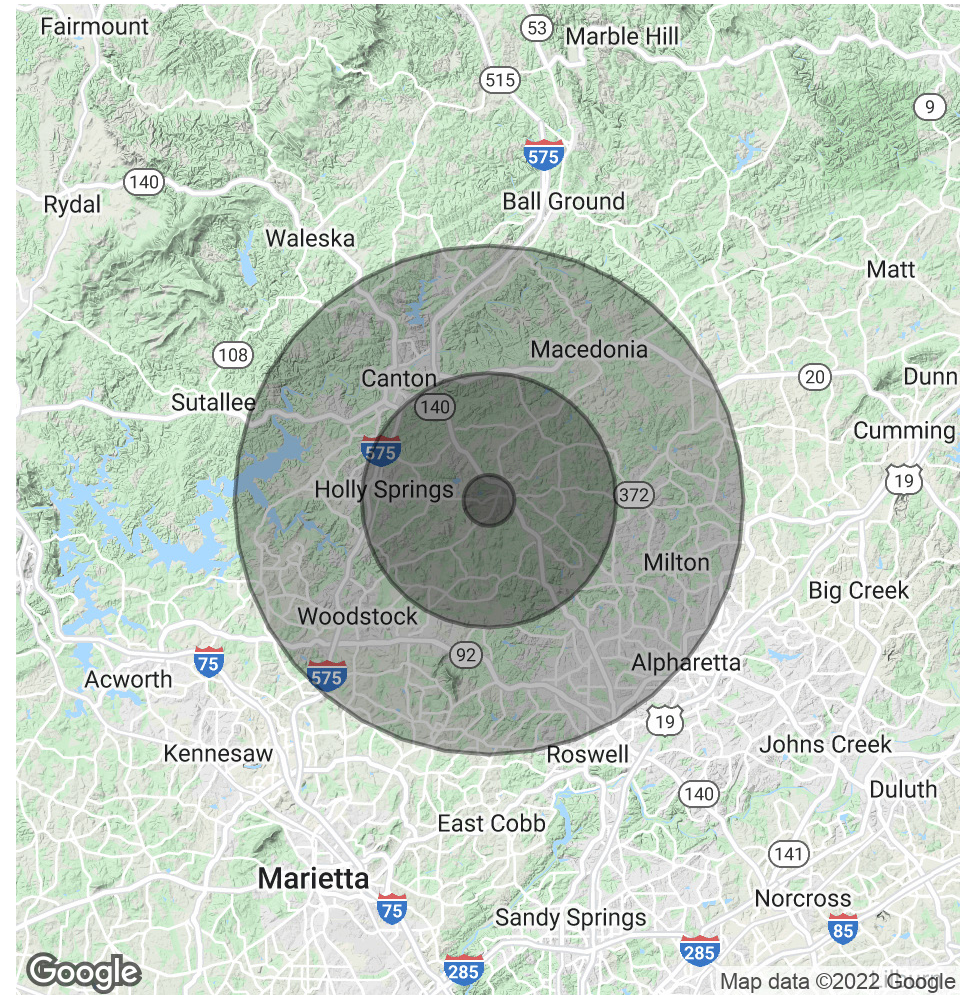 Fairmount
53
Marble Hill
515
9
575
140
Rydal
Ball Ground
Waleska
Matt
Macedonia
108
Canton
20
Dunn
Sutallee
140
Cumming
575
19
Holly Springs
372
Milton
Big Creek
Woodstock
92
75
Alpharetta
575
Acworth
19
Kennesaw
Roswell
Johns Creek
140
Duluth
East Cobb
141
Marietta
75
Norcross
Sandy Springs
85
285
285
Google
Lilburn
Map data ©2022 Google